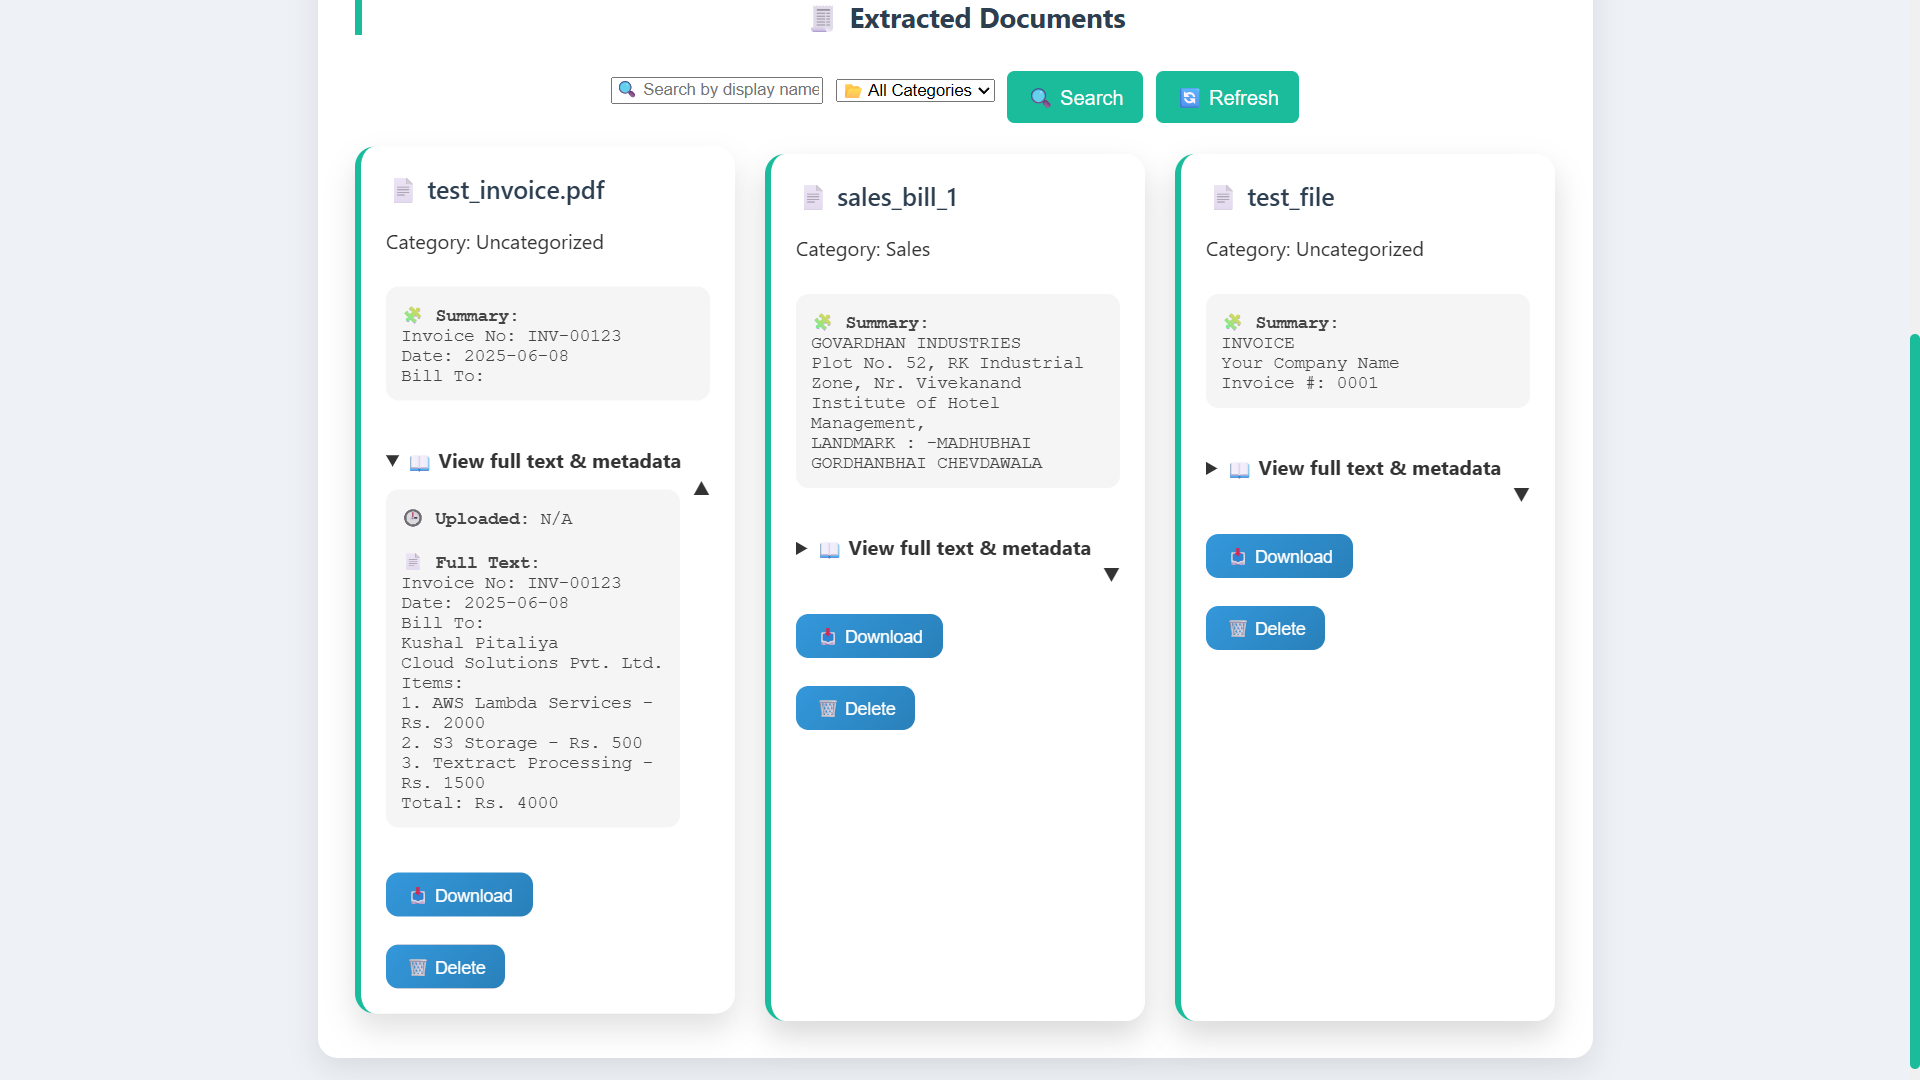 Extracted Documents
Search by display name
All Categories
Search
Refresh
test_invoice.pdf
Category: Uncategorized
Summary:
Invoice No: INV-00123
Date: 2025-06-08
Bill To:
View full text & metadata
Uploaded: N/A
Full Text:
Invoice No: INV-00123
Date: 2025-06-08
Bill To:
Kushal Pitaliya
Cloud Solutions Pvt. Ltd.
Items:
1. AWS Lambda Services -
Rs. 2000
2. S3 Storage - Rs. 500
3. Textract Processing -
Rs. 1500
Total: Rs. 4000
Download
Delete
sales_bill_1
Category: Sales
Summary:
GOVARDHAN INDUSTRIES
Plot No. 52, RK Industrial
Zone, Nr. Vivekanand
Institute of Hotel
Management,
LANDMARK : -MADHUBHAI
GORDHANBHAI CHEVDAWALA
View full text & metadata
Download
Delete
test_file
Category: Uncategorized
Summary:
INVOICE
Your Company Name
Invoice #: 0001
View full text & metadata
Download
Delete